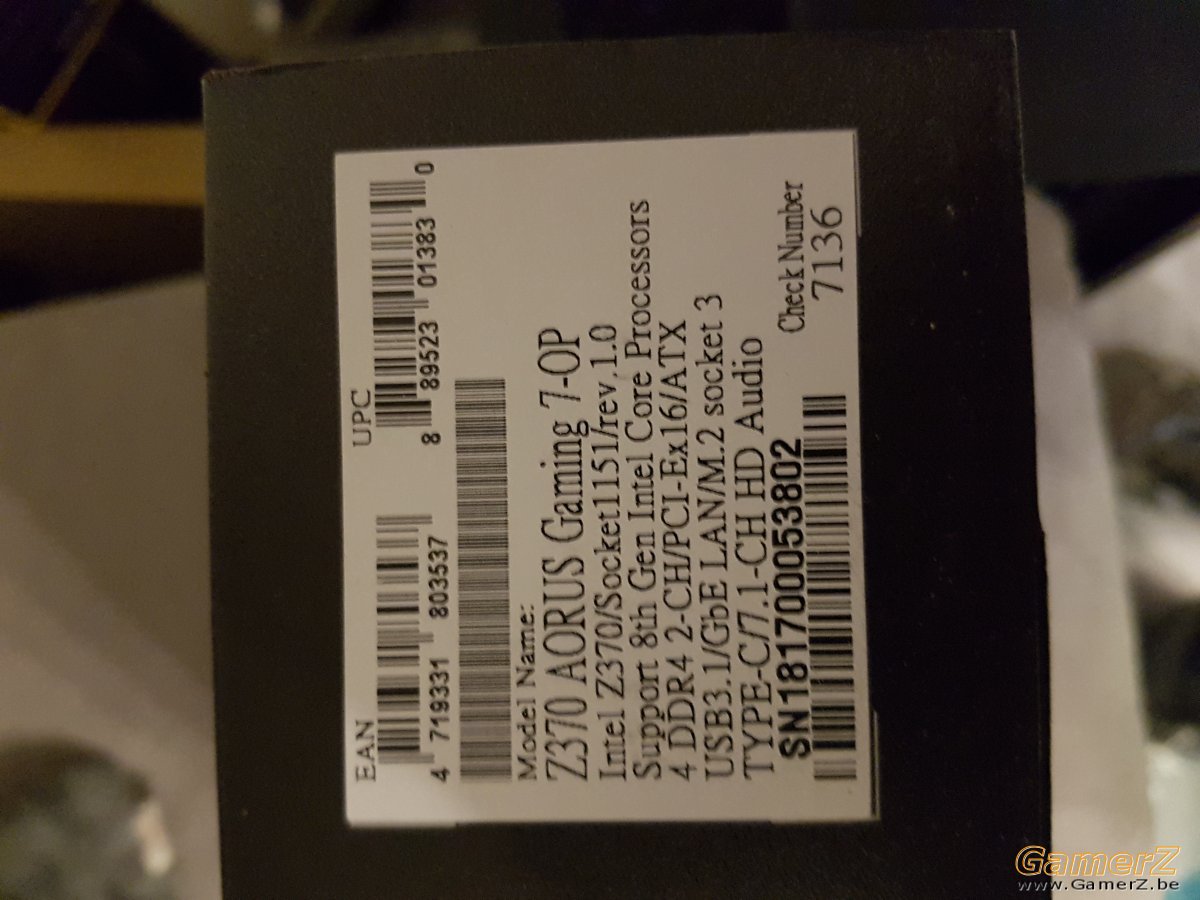 EAN
4 719331 803537
UPC
8 89523 01383 0
Model Name:
Z370 AORUS Gaming 7-OP
Intel Z370/Socket1151/rev.1.0
Support 8th Gen Intel Core Processors
4 DDR4 2-CH/PCI-Ex16/ATX
USB3.1/GbE LAN/M.2 socket 3
TYPE-C/7.1-CH HD Audio
SN181700053802
Check Number
7136
GamerZ
www.GamerZ.be